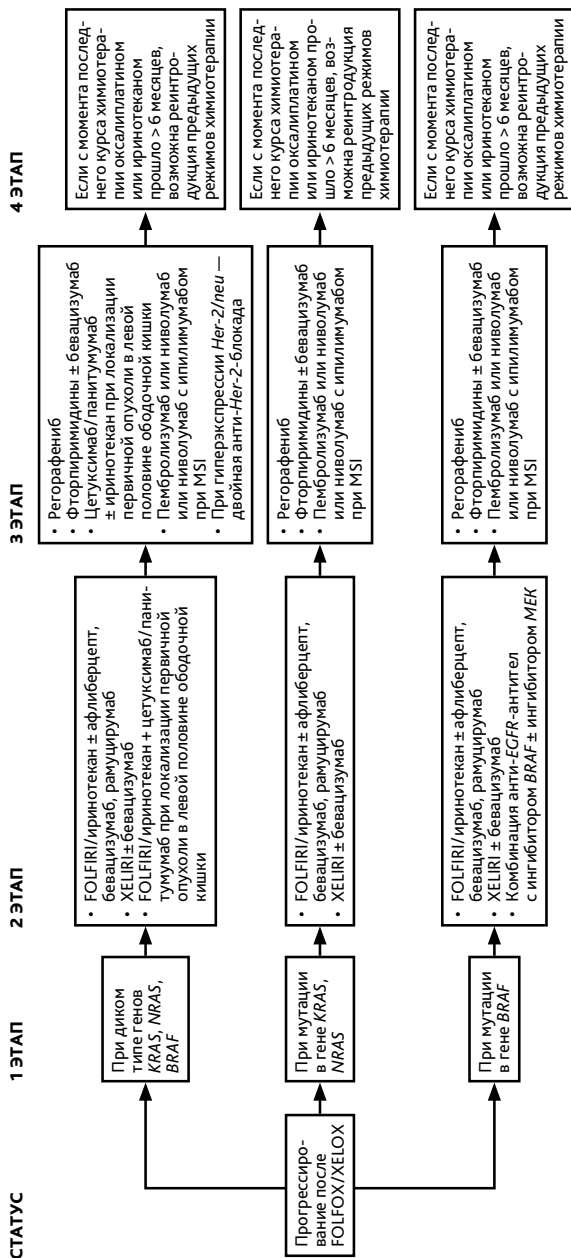 СТАТУС
1 ЭТАП
2 ЭТАП
3 ЭТАП
4 ЭТАП
Прогрессиро-
вание после
FOLFOX/XELOX
При диком
типе генов
KRAS, NRAS,
BRAF
• FOLFIRI/иринотекан ± афлиберцепт,
бевацизумаб, рамуцирумаб
• XELIRI ± бевацизумаб
• FOLFIRI/иринотекан + цетуксимаб/пани-
тумумаб при локализации первичной
опухоли в левой половине ободочной
кишки
• Регорафениб
• Фторпиримидины ± бевацизумаб
• Цетуксимаб/панитумумаб
± иринотекан при локализации
первичной опухоли в левой
половине ободочной кишки
• Пембролизумаб или ниволумаб
или ниволумаб с ипилимумабом
при MSI
• При гиперэкспрессии Her-2/neu —
двойная анти-Her-2-блокада
Если с момента послед-
него курса химиотера-
пии оксалиплатином
или иринотеканом
прошло > 6 месяцев,
возможна реинтро-
дукция предыдущих
режимов химиотерапии
При мутации
в гене KRAS,
NRAS
• FOLFIRI/иринотекан ± афлиберцепт,
бевацизумаб, рамуцирумаб
• XELIRI ± бевацизумаб
• Регорафениб
• Фторпиримидины ± бевацизумаб
• Пембролизумаб или ниволумаб
или ниволумаб с ипилимумабом
при MSI
Если с момента послед-
него курса химиотера-
пии оксалиплатином
или иринотеканом про-
шло > 6 месяцев, воз-
можна реинтродукция
предыдущих режимов
химиотерапии
При мутации
в гене BRAF
• FOLFIRI/иринотекан ± афлиберцепт,
бевацизумаб, рамуцирумаб
• XELIRI ± бевацизумаб
• Комбинация анти-EGFR-антител
с ингибитором BRAF ± ингибитором MEK
• Регорафениб
• Фторпиримидины ± бевацизумаб
• Пембролизумаб или ниволумаб
или ниволумаб с ипилимумабом
при MSI
Если с момента послед-
него курса химиотера-
пии оксалиплатином
или иринотеканом
прошло > 6 месяцев,
возможна реинтро-
дукция предыдущих
режимов химиотерапии